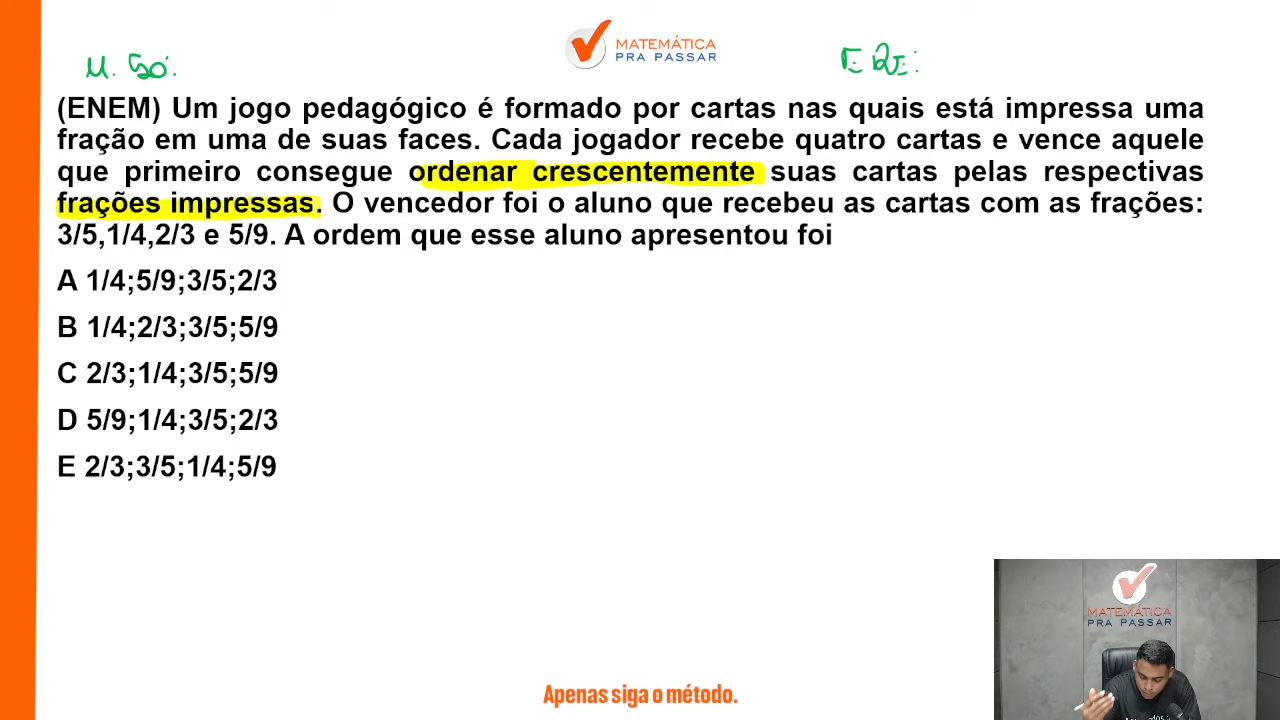 MATEMÁTICA
PRA PASSAR
(ENEM) Um jogo pedagógico é formado por cartas nas quais está impressa uma
fração em uma de suas faces. Cada jogador recebe quatro cartas e vence aquele
que primeiro consegue ordenar crescentemente suas cartas pelas respectivas
frações impressas. O vencedor foi o aluno que recebeu as cartas com as frações:
3/5,1/4,2/3 e 5/9. A ordem que esse aluno apresentou foi
A 1/4;5/9;3/5;2/3
B 1/4;2/3;3/5;5/9
C 2/3;1/4;3/5;5/9
D 5/9;1/4;3/5;2/3
E 2/3;3/5;1/4;5/9
MATEMÁTICA
PRA PASSAR
Apenas siga o método.